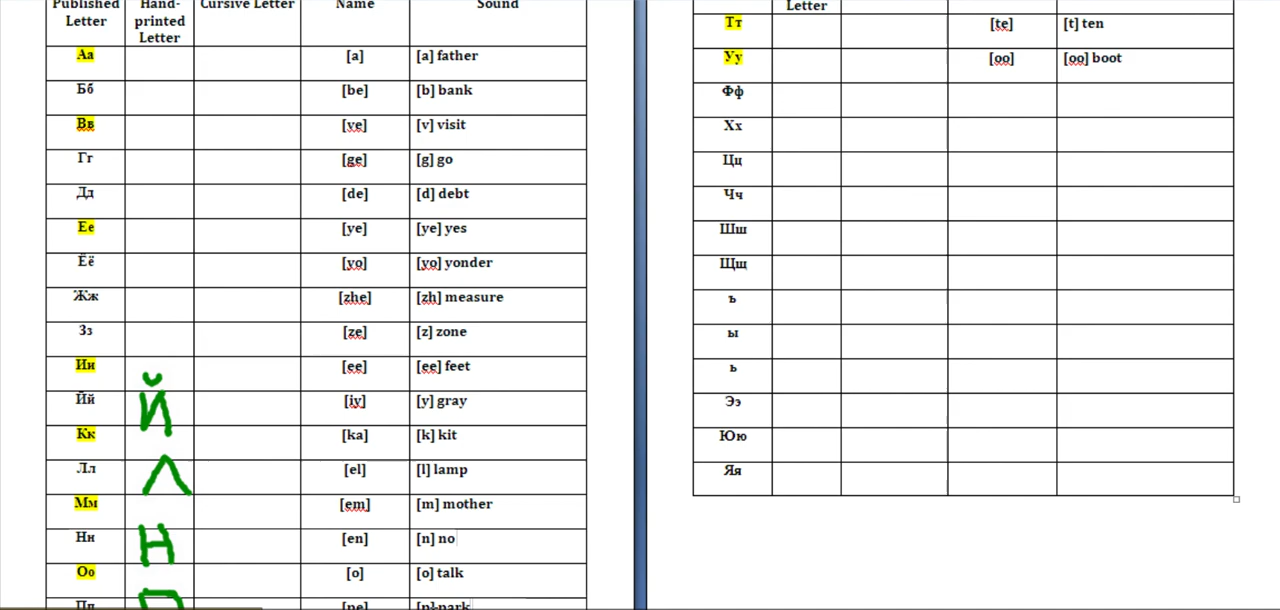 Published Hand- Cursive Letter Name Sound
Letter printed
Letter
Аа [a] [a] father
Бб [be] [b] bank
Вв [ve] [v] visit
Гг [ge] [g] go
Дд [de] [d] debt
Ее [ye] [ye] yes
Ёё [yo] [yo] yonder
Жж [zhe] [zh] measure
Зз [ze] [z] zone
Ии [ee] [ee] feet
Йй Й [iy] [y] gray
Кк [ka] [k] kit
Лл Л [el] [l] lamp
Мм [em] [m] mother
Нн Н [en] [n] no
Оо [o] [o] talk
Пп П [pe] [p] park
Letter
Тт [te] [t] ten
Уу [oo] [oo] boot
Фф
Хх
Цц
Чч
Шш
Щщ
ъ
ы
ь
Ээ
Юю
Яя